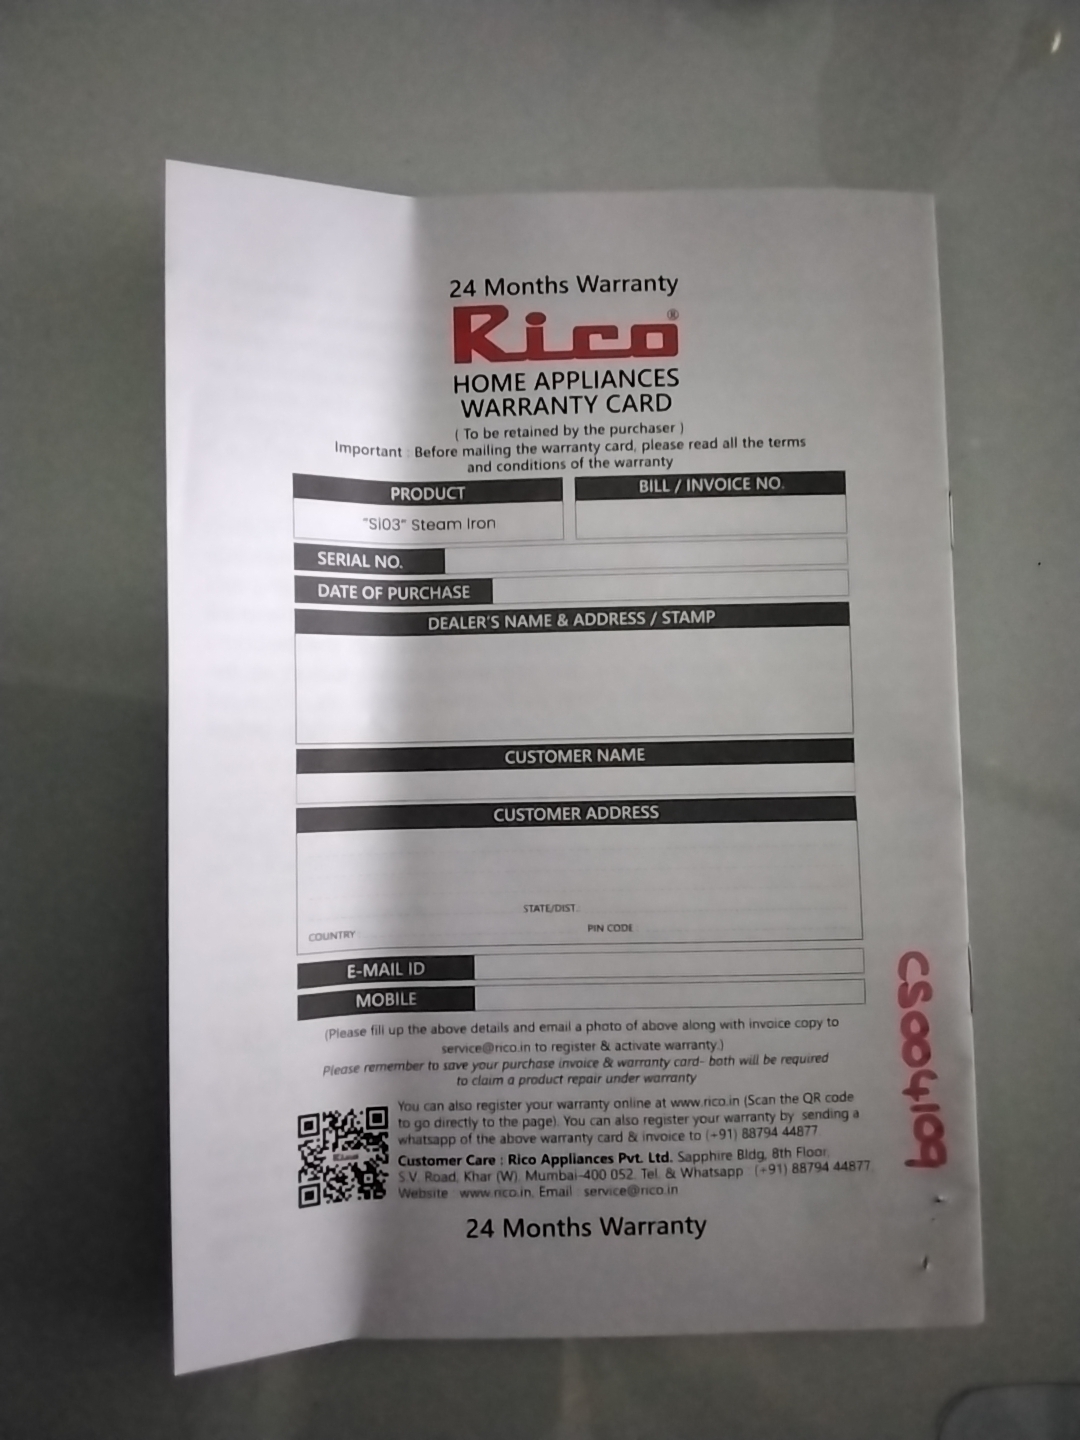 24 Months Warranty
Rico®
HOME APPLIANCES
WARRANTY CARD
( To be retained by the purchaser )
Important : Before mailing the warranty card, please read all the terms
and conditions of the warranty
PRODUCT
BILL / INVOICE NO.
"Si03" Steam Iron
SERIAL NO.
DATE OF PURCHASE
DEALER'S NAME & ADDRESS / STAMP
CUSTOMER NAME
CUSTOMER ADDRESS
STATE/DIST.
COUNTRY :
PIN CODE :
E-MAIL ID
MOBILE
(Please fill up the above details and email a photo of above along with invoice copy to
service@rico.in to register & activate warranty.)
Please remember to save your purchase invoice & warranty card- both will be required
to claim a product repair under warranty
You can also register your warranty online at www.rico.in (Scan the QR code
to go directly to the page). You can also register your warranty by sending a
whatsapp of the above warranty card & invoice to (+91) 88794 44877
Customer Care : Rico Appliances Pvt. Ltd. Sapphire Bldg, 8th Floor,
S.V. Road, Khar (W), Mumbai-400 052. Tel. & Whatsapp : (+91) 88794 44877
Website : www.rico.in, Email : service@rico.in
24 Months Warranty
CS004109